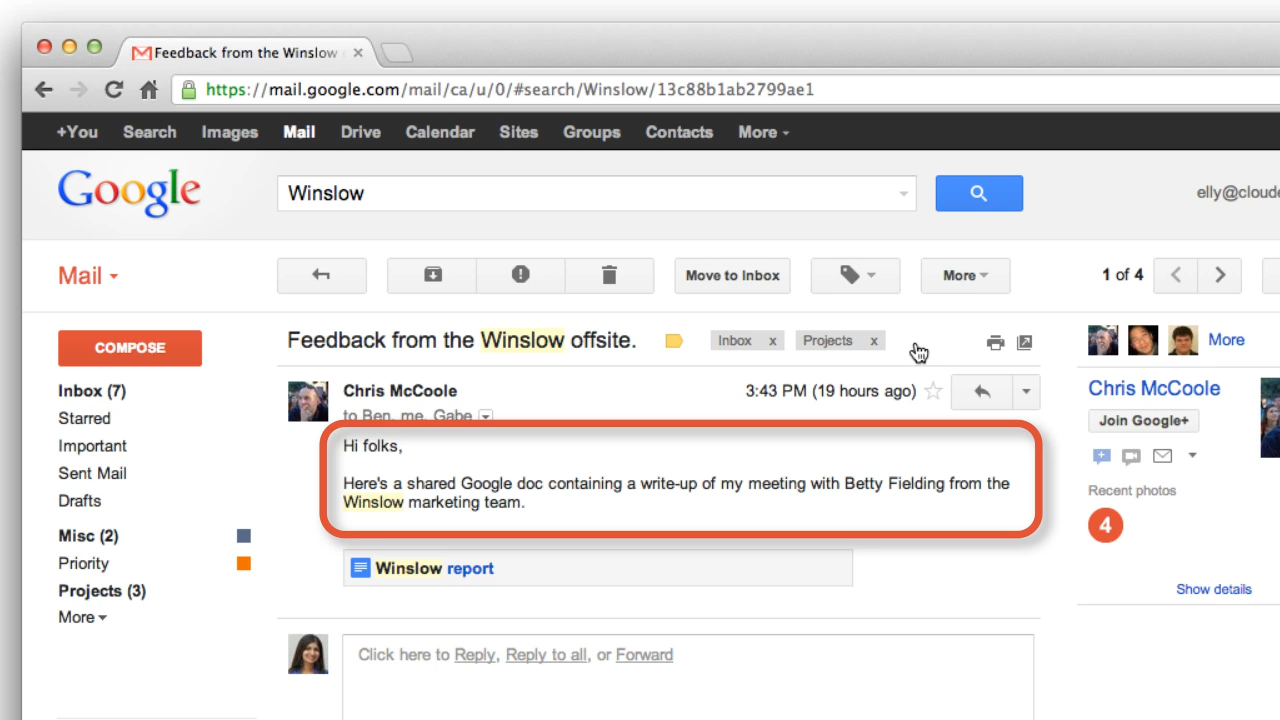 Feedback from the Winslow
https://mail.google.com/mail/ca/u/0/#search/Winslow/13c88b1ab2799ae1
+You Search Images Mail Drive Calendar Sites Groups Contacts More
Google
Winslow
elly@cloude
Mail
Move to Inbox
More
1 of 4
COMPOSE
Feedback from the Winslow offsite.
Inbox x
Projects x
More
Inbox (7)
Starred
Important
Sent Mail
Drafts
Misc (2)
Priority
Projects (3)
More
Chris McCoole
3:43 PM (19 hours ago)
to Ben, me, Gabe
Hi folks,
Here's a shared Google doc containing a write-up of my meeting with Betty Fielding from the
Winslow marketing team.
Winslow report
Click here to Reply, Reply to all, or Forward
Chris McCoole
Join Google+
Recent photos
4
Show details